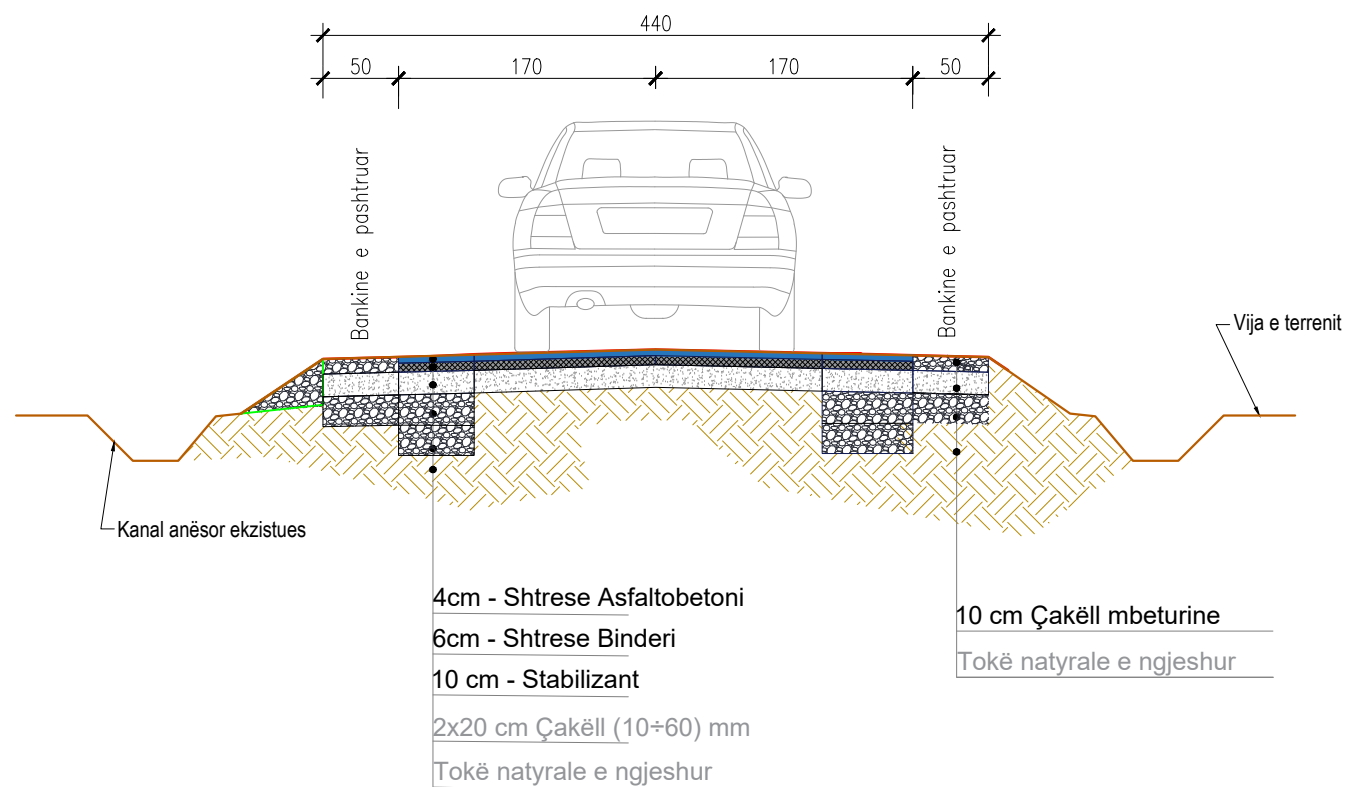 440
50
170
170
50
Bankine e pashtruar
Bankine e pashtruar
Vija e terrenit
Kanal anësor ekzistues
4cm - Shtrese Asfaltobetoni
6cm - Shtrese Binderi
10 cm - Stabilizant
2x20 cm Çakëll (10÷60) mm
Tokë natyrale e ngjeshur
10 cm Çakëll mbeturine
Tokë natyrale e ngjeshur